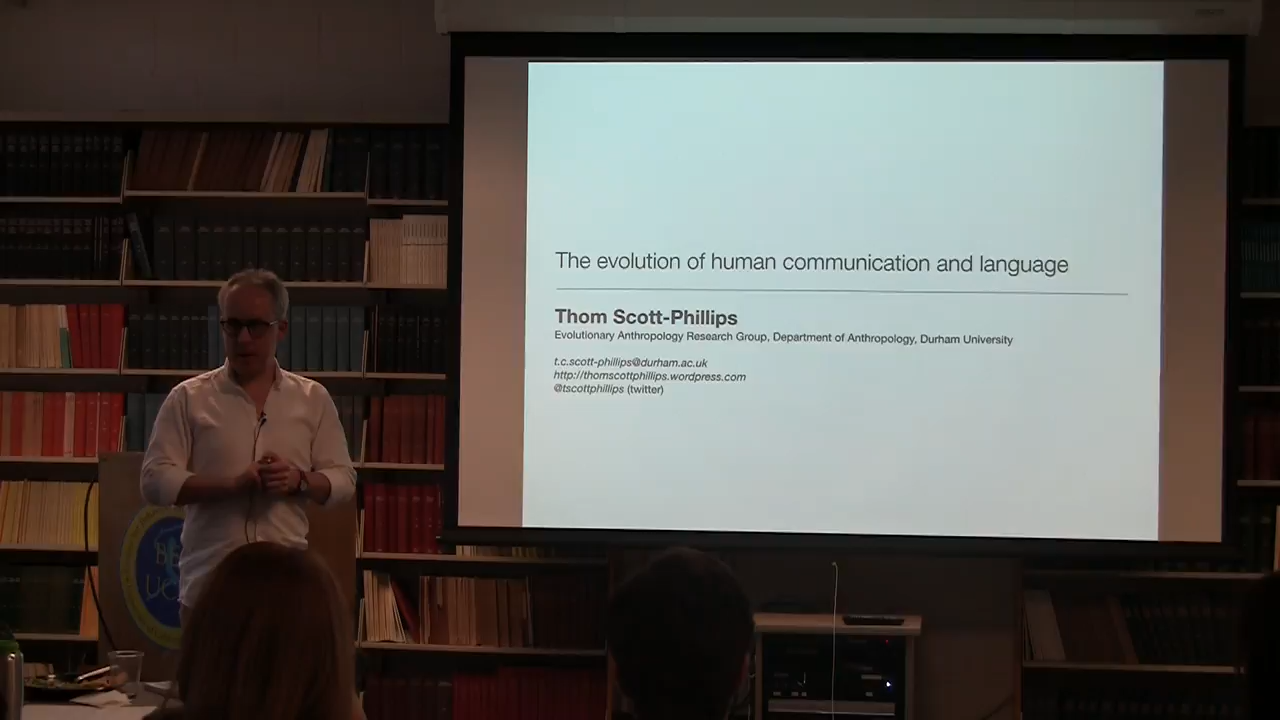 The evolution of human communication and language
Thom Scott-Phillips
Evolutionary Anthropology Research Group, Department of Anthropology, Durham University
t.c.scott-phillips@durham.ac.uk
http://thomscottphillips.wordpress.com
@tscottphillips (twitter)